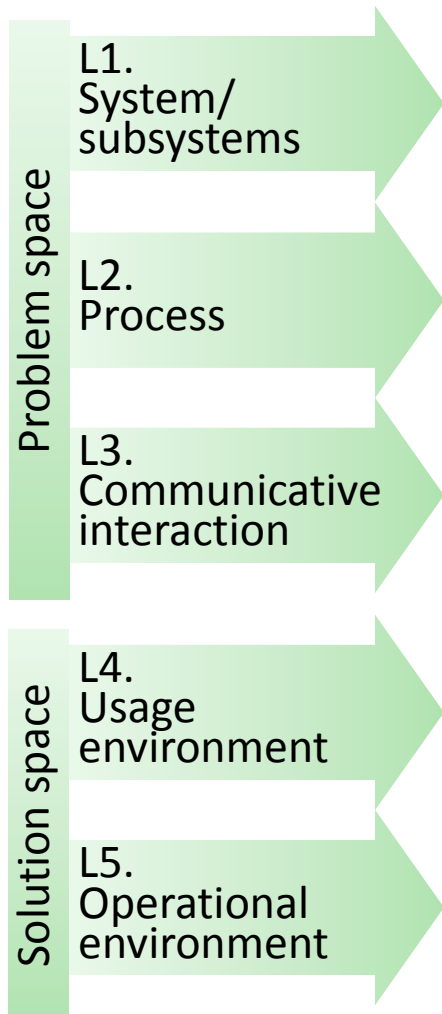 Problem space
L1.
System/
subsystems
L2.
Process
L3.
Communicative
interaction
Solution space
L4.
Usage
environment
L5.
Operational
environment